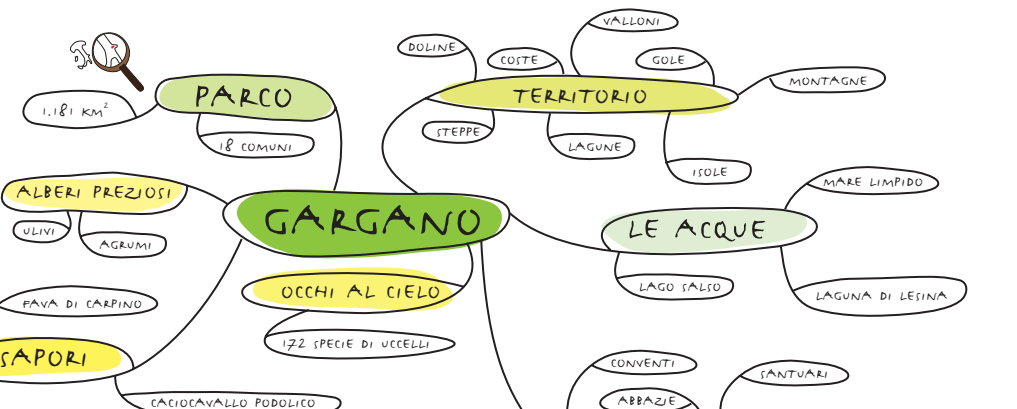 VALLONI
DOLINE
COSTE
GOLE
MONTAGNE
PARCO
TERRITORIO
1.181 KM²
18 COMUNI
STEPPE
LAGUNE
ISOLE
ALBERI PREZIOSI
MARE LIMPIDO
ULIVI
AGRUMI
GARGANO
LE ACQUE
OCCHI AL CIELO
LAGO SALSO
LAGUNA DI LESINA
FAVA DI CARPINO
172 SPECIE DI UCCELLI
SAPORI
CONVENTI
SANTUARI
CACIOCAVALLO PODOLICO
ABBAZIE